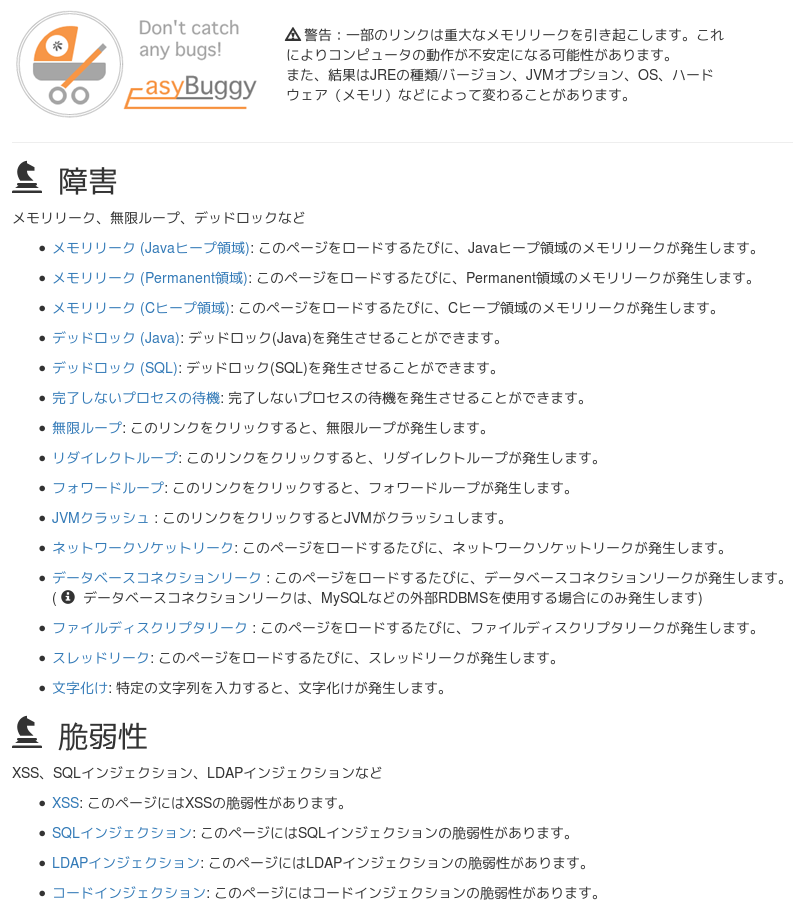 Don't catch
any bugs!
EasyBuggy
警告：一部のリンクは重大なメモリリークを引き起こします。これ
によりコンピュータの動作が不安定になる可能性があります。
また、結果はJREの種類/バージョン、JVMオプション、OS、ハード
ウェア（メモリ）などによって変わることがあります。
障害
メモリリーク、無限ループ、デッドロックなど
• メモリリーク (Javaヒープ領域): このページをロードするたびに、Javaヒープ領域のメモリリークが発生します。
• メモリリーク (Permanent領域): このページをロードするたびに、Permanent領域のメモリリークが発生します。
• メモリリーク (Cヒープ領域): このページをロードするたびに、Cヒープ領域のメモリリークが発生します。
• デッドロック (Java): デッドロック(Java)を発生させることができます。
• デッドロック (SQL): デッドロック(SQL)を発生させることができます。
• 完了しないプロセスの待機: 完了しないプロセスの待機を発生させることができます。
• 無限ループ: このリンクをクリックすると、無限ループが発生します。
• リダイレクトループ: このリンクをクリックすると、リダイレクトループが発生します。
• フォワードループ: このリンクをクリックすると、フォワードループが発生します。
• JVMクラッシュ : このリンクをクリックするとJVMがクラッシュします。
• ネットワークソケットリーク: このページをロードするたびに、ネットワークソケットリークが発生します。
• データベースコネクションリーク : このページをロードするたびに、データベースコネクションリークが発生します。
( データベースコネクションリークは、MySQLなどの外部RDBMSを使用する場合にのみ発生します)
• ファイルディスクリプタリーク : このページをロードするたびに、ファイルディスクリプタリークが発生します。
• スレッドリーク: このページをロードするたびに、スレッドリークが発生します。
• 文字化け: 特定の文字列を入力すると、文字化けが発生します。
脆弱性
XSS、SQLインジェクション、LDAPインジェクションなど
• XSS: このページにはXSSの脆弱性があります。
• SQLインジェクション: このページにはSQLインジェクションの脆弱性があります。
• LDAPインジェクション: このページにはLDAPインジェクションの脆弱性があります。
• コードインジェクション: このページにはコードインジェクションの脆弱性があります。